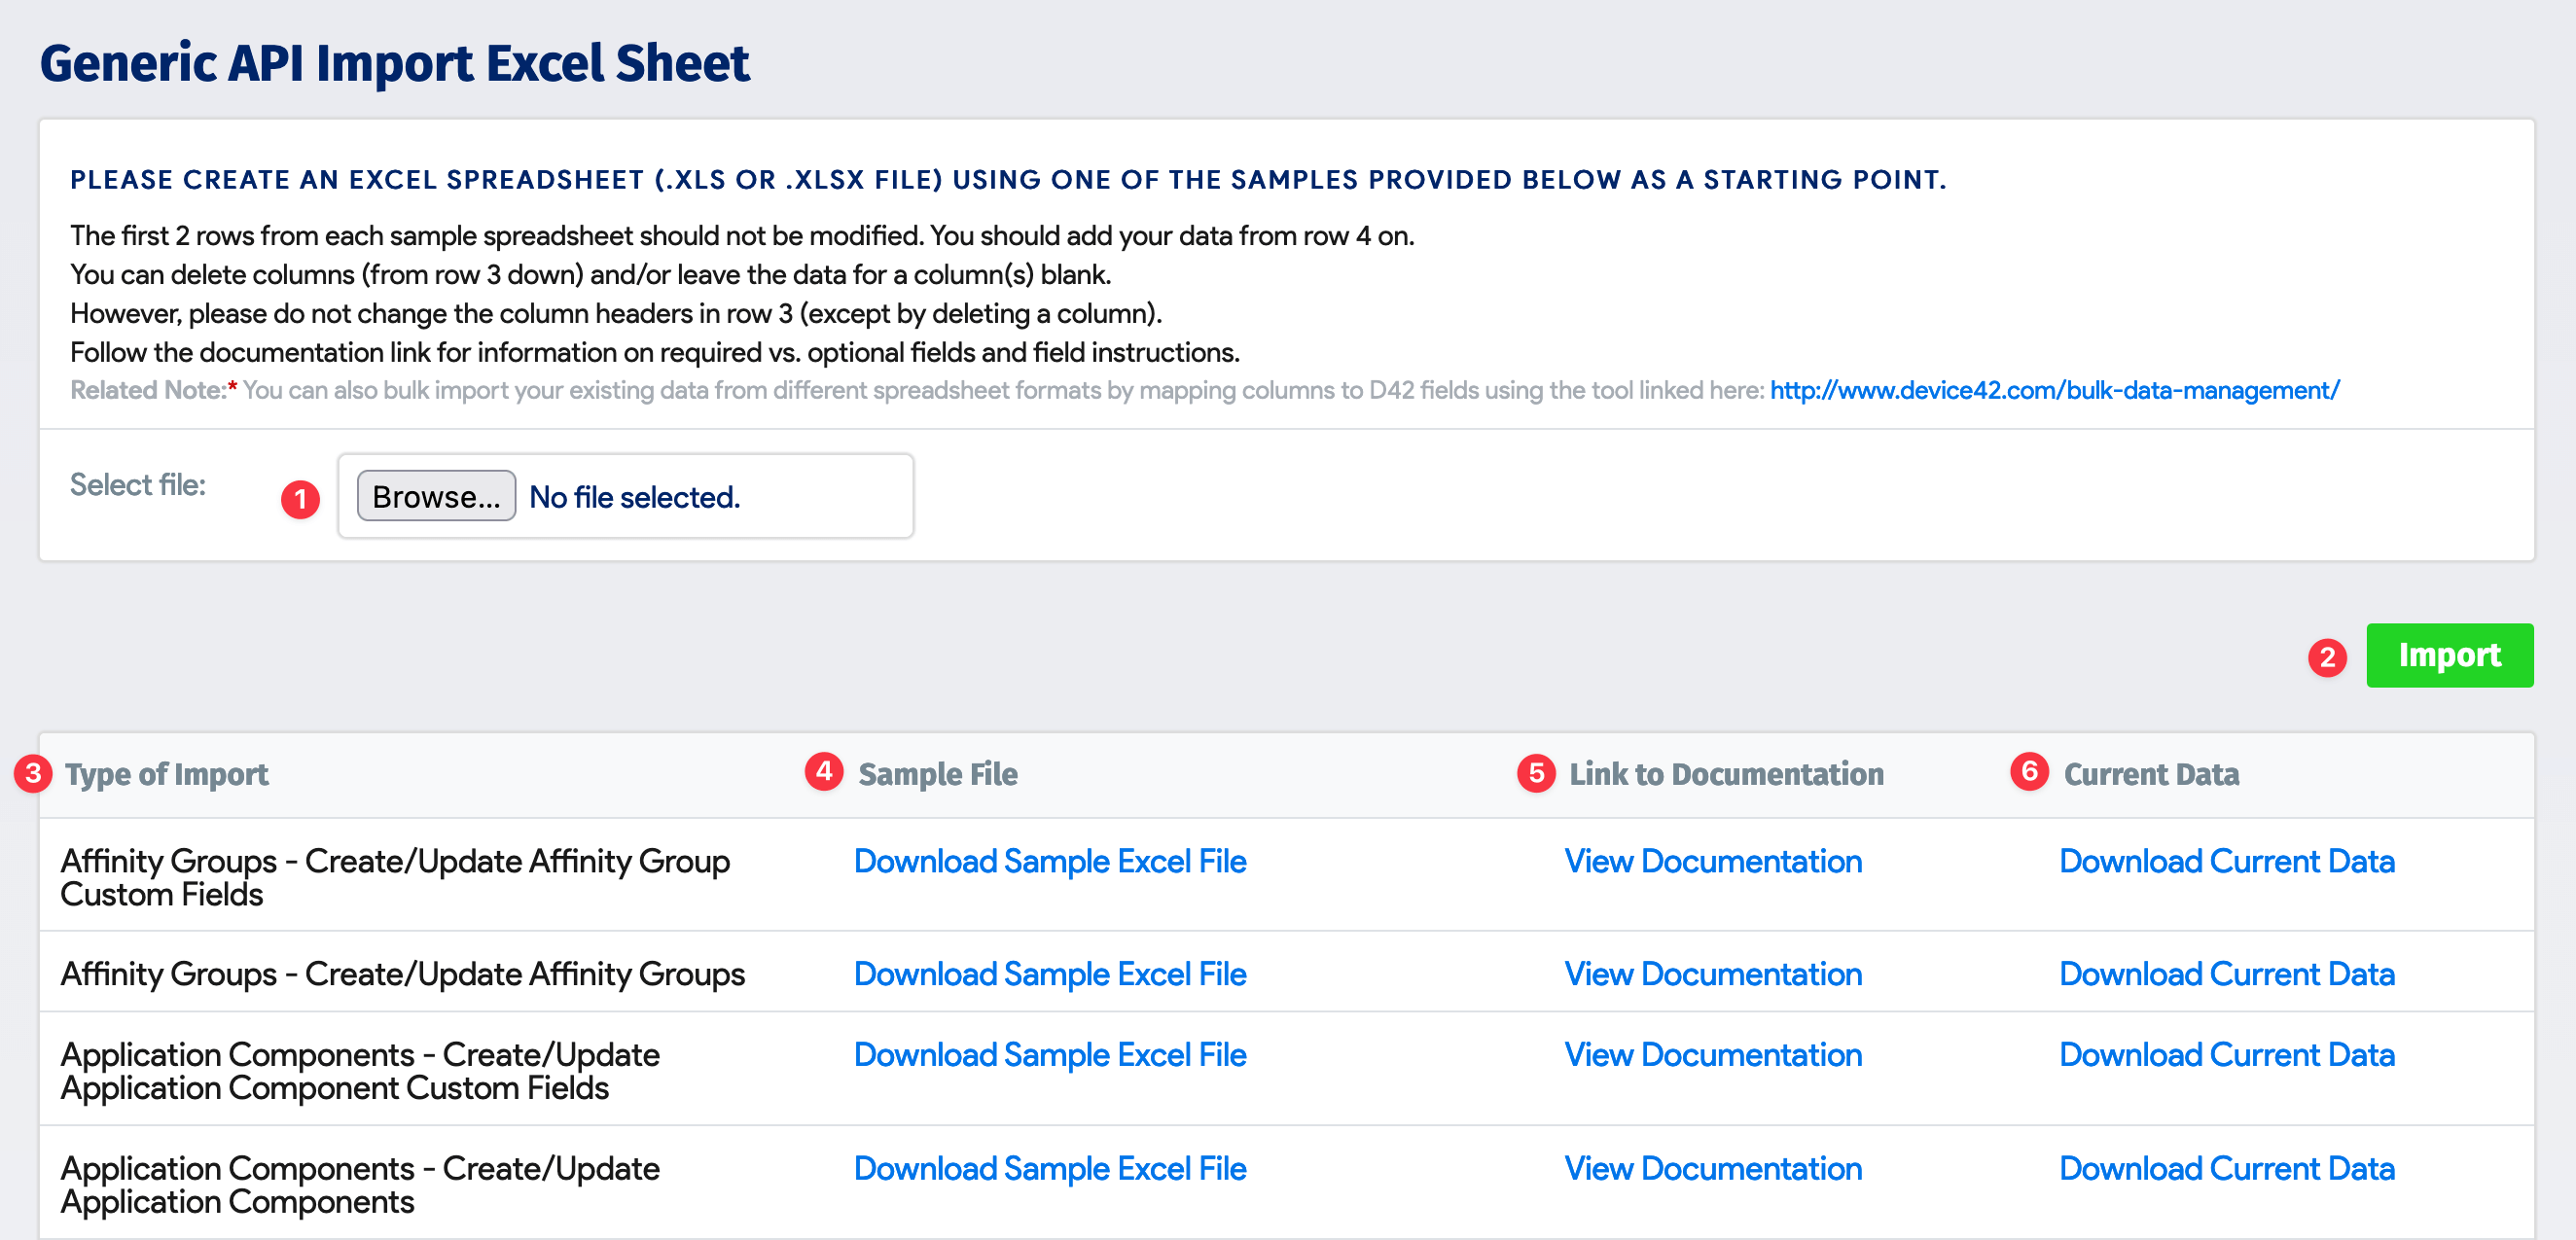 Generic API Import Excel Sheet
PLEASE CREATE AN EXCEL SPREADSHEET (.XLS OR .XLSX FILE) USING ONE OF THE SAMPLES PROVIDED BELOW AS A STARTING POINT.
The first 2 rows from each sample spreadsheet should not be modified. You should add your data from row 4 on.
You can delete columns (from row 3 down) and/or leave the data for a column(s) blank.
However, please do not change the column headers in row 3 (except by deleting a column).
Follow the documentation link for information on required vs. optional fields and field instructions.
Related Note:* You can also bulk import your existing data from different spreadsheet formats by mapping columns to D42 fields using the tool linked here: http://www.device42.com/bulk-data-management/
Select file: 1 Browse... No file selected.
2 Import
3 Type of Import 4 Sample File 5 Link to Documentation 6 Current Data
Affinity Groups - Create/Update Affinity Group Download Sample Excel File View Documentation Download Current Data
Custom Fields
Affinity Groups - Create/Update Affinity Groups Download Sample Excel File View Documentation Download Current Data
Application Components - Create/Update Download Sample Excel File View Documentation Download Current Data
Application Component Custom Fields
Application Components - Create/Update Download Sample Excel File View Documentation Download Current Data
Application Components